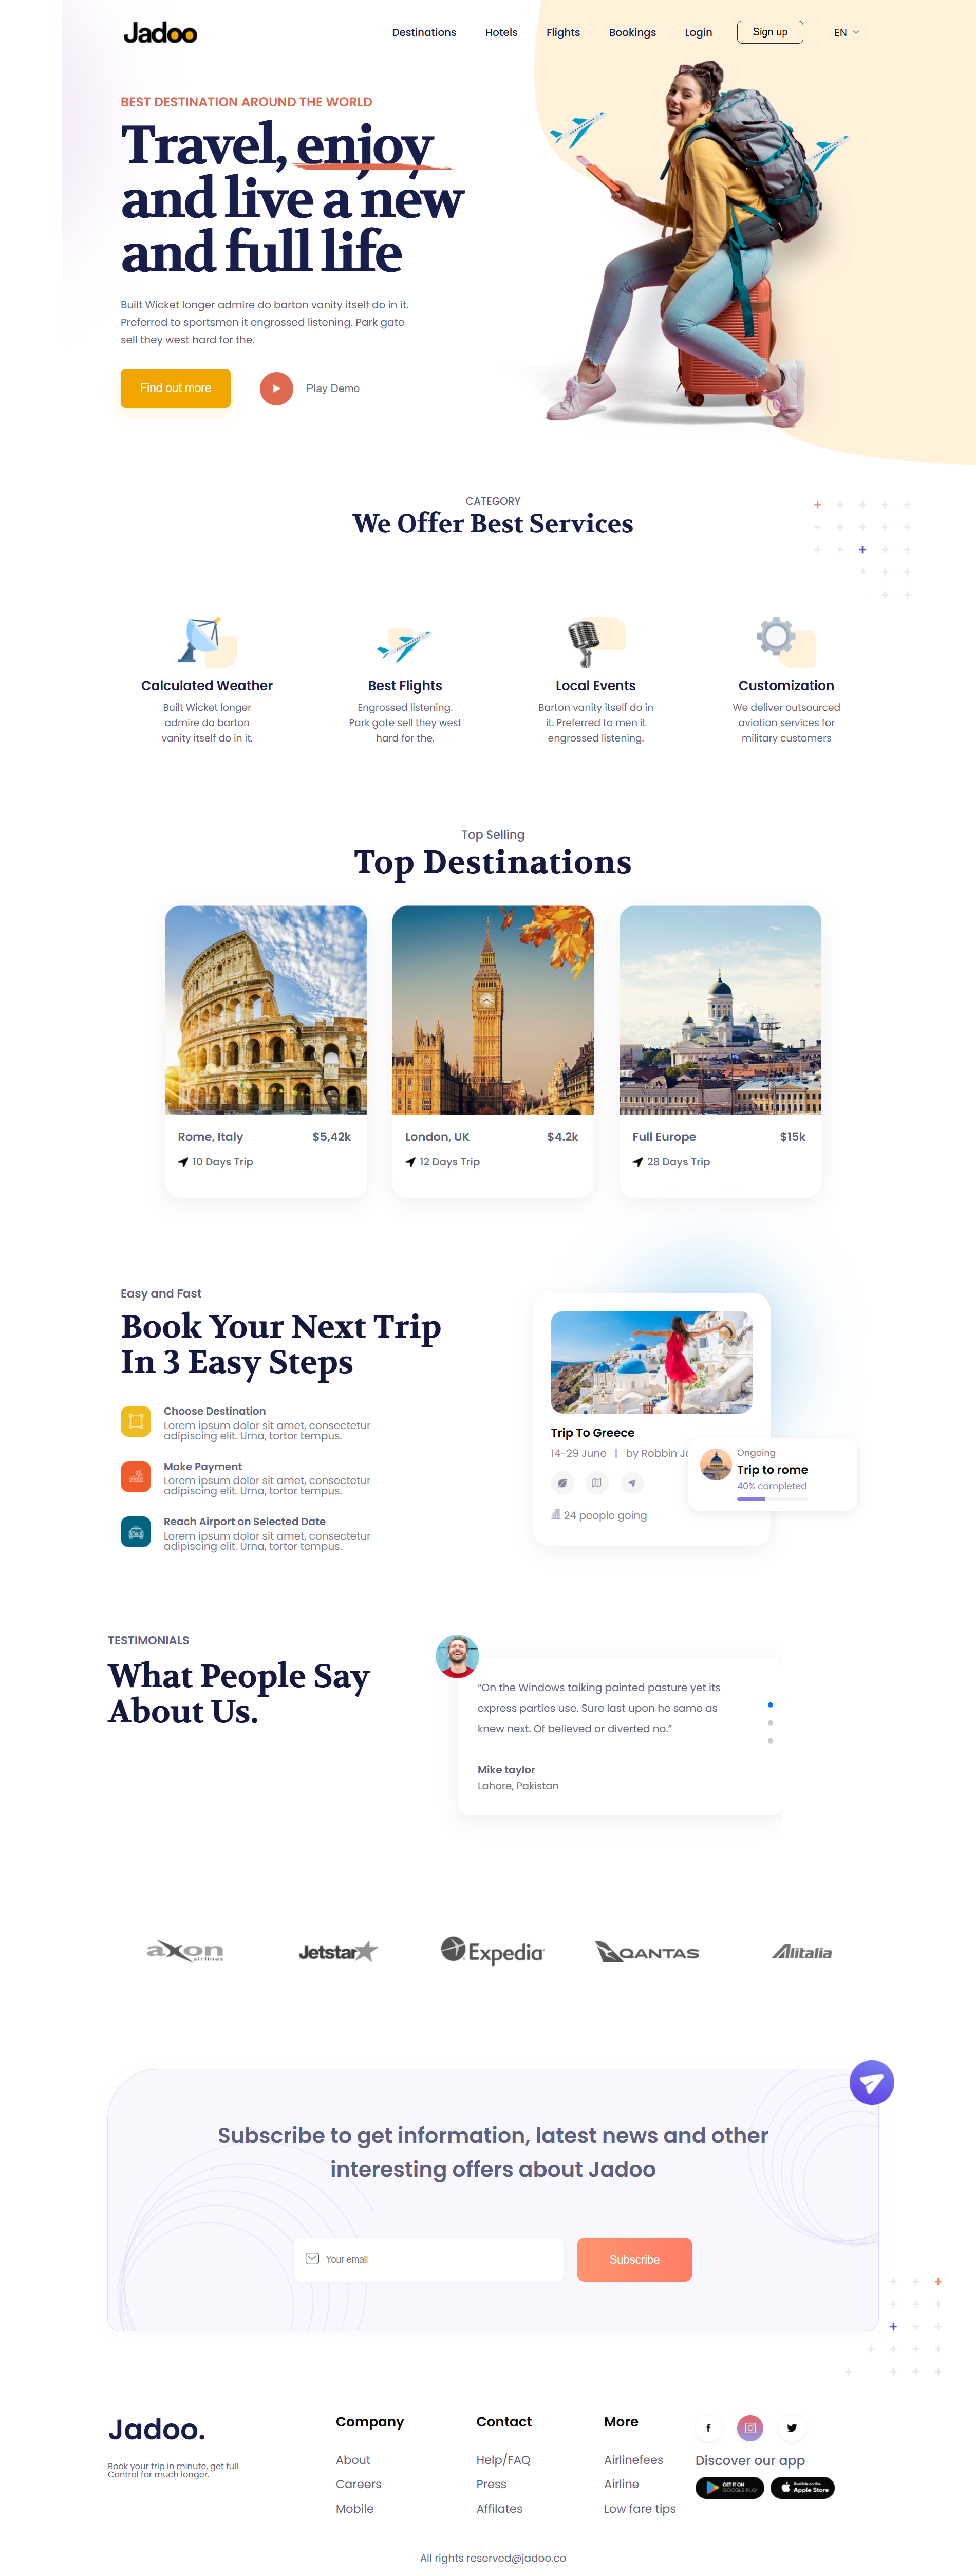 Jadoo
Destinations
Hotels
Flights
Bookings
Login
Sign up
EN
BEST DESTINATION AROUND THE WORLD
Travel, enjoy
and live a new
and full life
Built Wicket longer admire do barton vanity itself do in it.
Preferred to sportsmen it engrossed listening. Park gate
sell they west hard for the.
Find out more
Play Demo
CATEGORY
We Offer Best Services
Calculated Weather
Built Wicket longer
admire do barton
vanity itself do in it.
Best Flights
Engrossed listening.
Park gate sell they west
hard for the.
Local Events
Barton vanity itself do in
it. Preferred to men it
engrossed listening.
Customization
We deliver outsourced
aviation services for
military customers
Top Selling
Top Destinations
Rome, Italy
$5,42k
10 Days Trip
London, UK
$4.2k
12 Days Trip
Full Europe
$15k
28 Days Trip
Easy and Fast
Book Your Next Trip
In 3 Easy Steps
Choose Destination
Lorem ipsum dolor sit amet, consectetur
adipiscing elit. Urna, tortor tempus.
Make Payment
Lorem ipsum dolor sit amet, consectetur
adipiscing elit. Urna, tortor tempus.
Reach Airport on Selected Date
Lorem ipsum dolor sit amet, consectetur
adipiscing elit. Urna, tortor tempus.
Trip To Greece
14-29 June | by Robbin
24 people going
Ongoing
Trip to rome
40% completed
TESTIMONIALS
What People Say
About Us.
“On the Windows talking painted pasture yet its
express parties use. Sure last upon he same as
knew next. Of believed or diverted no.”
Mike taylor
Lahore, Pakistan
axon
airlines
Jetstar
Expedia
QANTAS
Alitalia
Subscribe to get information, latest news and other
interesting offers about Jadoo
Your email
Subscribe
Jadoo.
Book your trip in minute, get full
Control for much longer.
Company
About
Careers
Mobile
Contact
Help/FAQ
Press
Affilates
More
Airlinefees
Airline
Low fare tips
Discover our app
GET IT ON
GOOGLE PLAY
Available on the
Apple Store
All rights reserved@jadoo.co